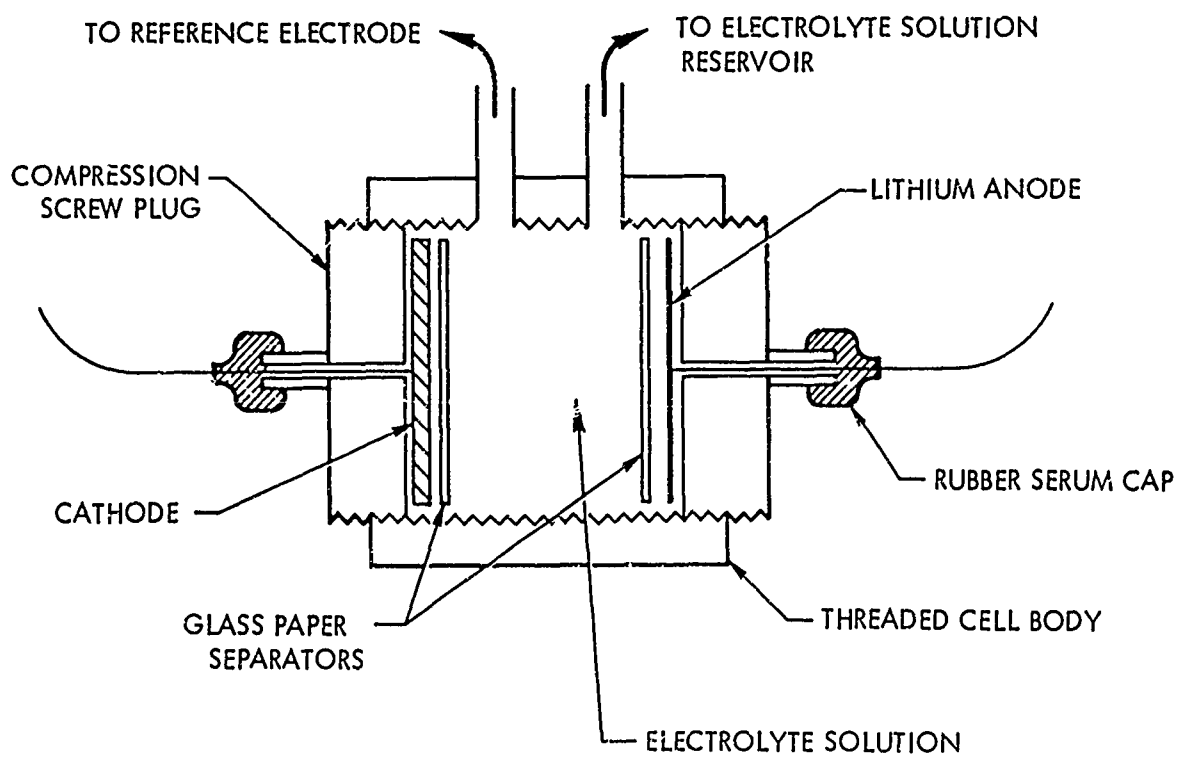 TO REFERENCE ELECTRODE
TO ELECTROLYTE SOLUTION
RESERVOIR
COMPRESSION
SCREW PLUG
LITHIUM ANODE
CATHODE
RUBBER SERUM CAP
GLASS PAPER
SEPARATORS
THREADED CELL BODY
ELECTROLYTE SOLUTION